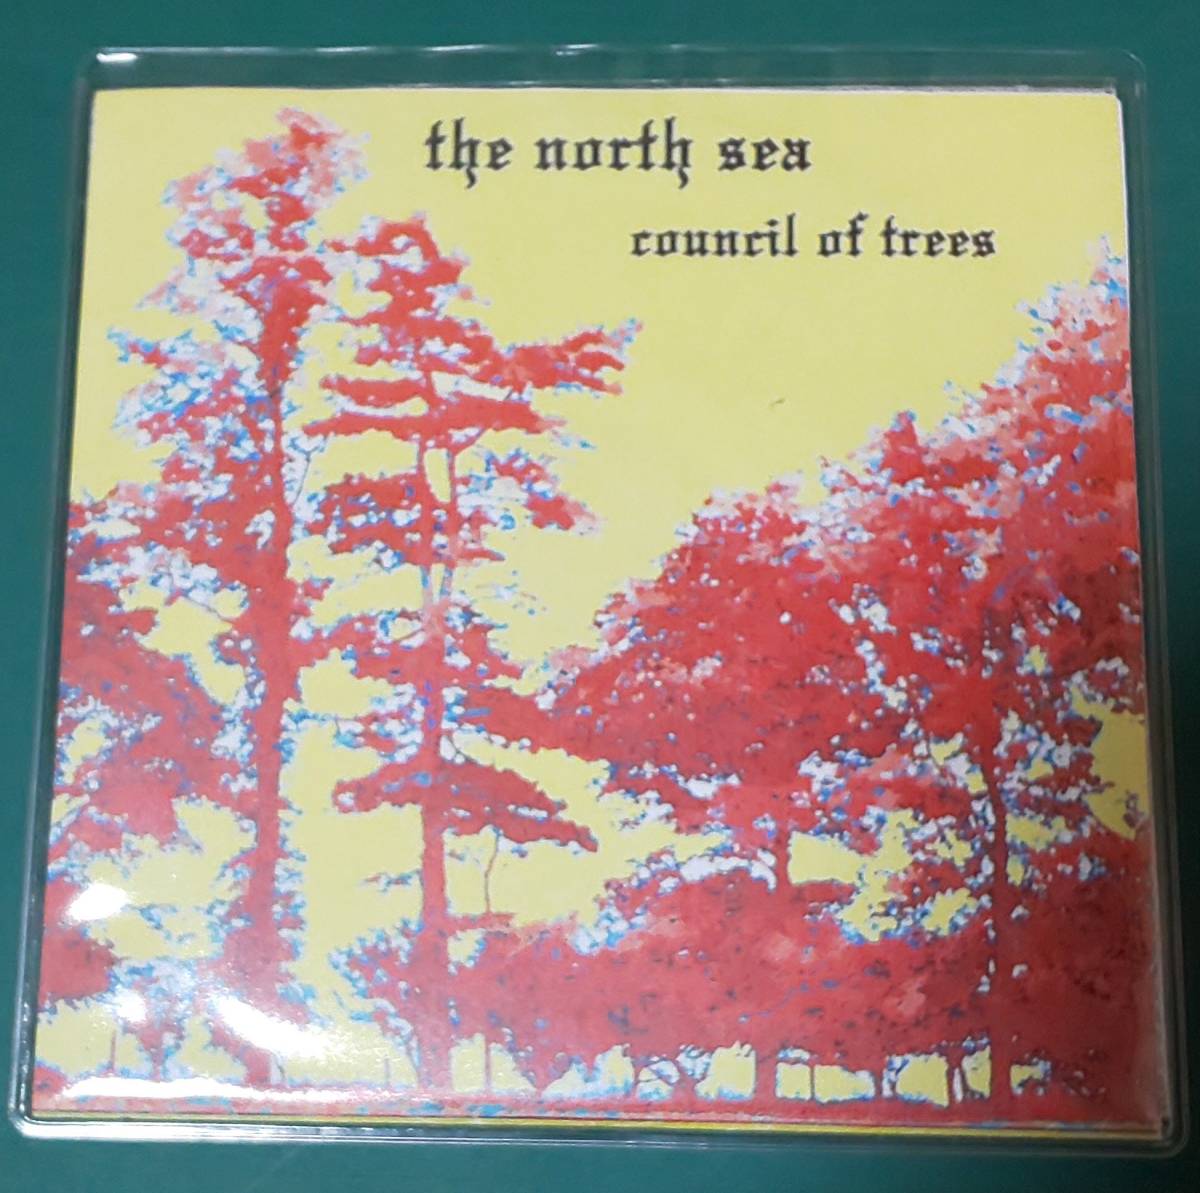 the north sea
council of trees